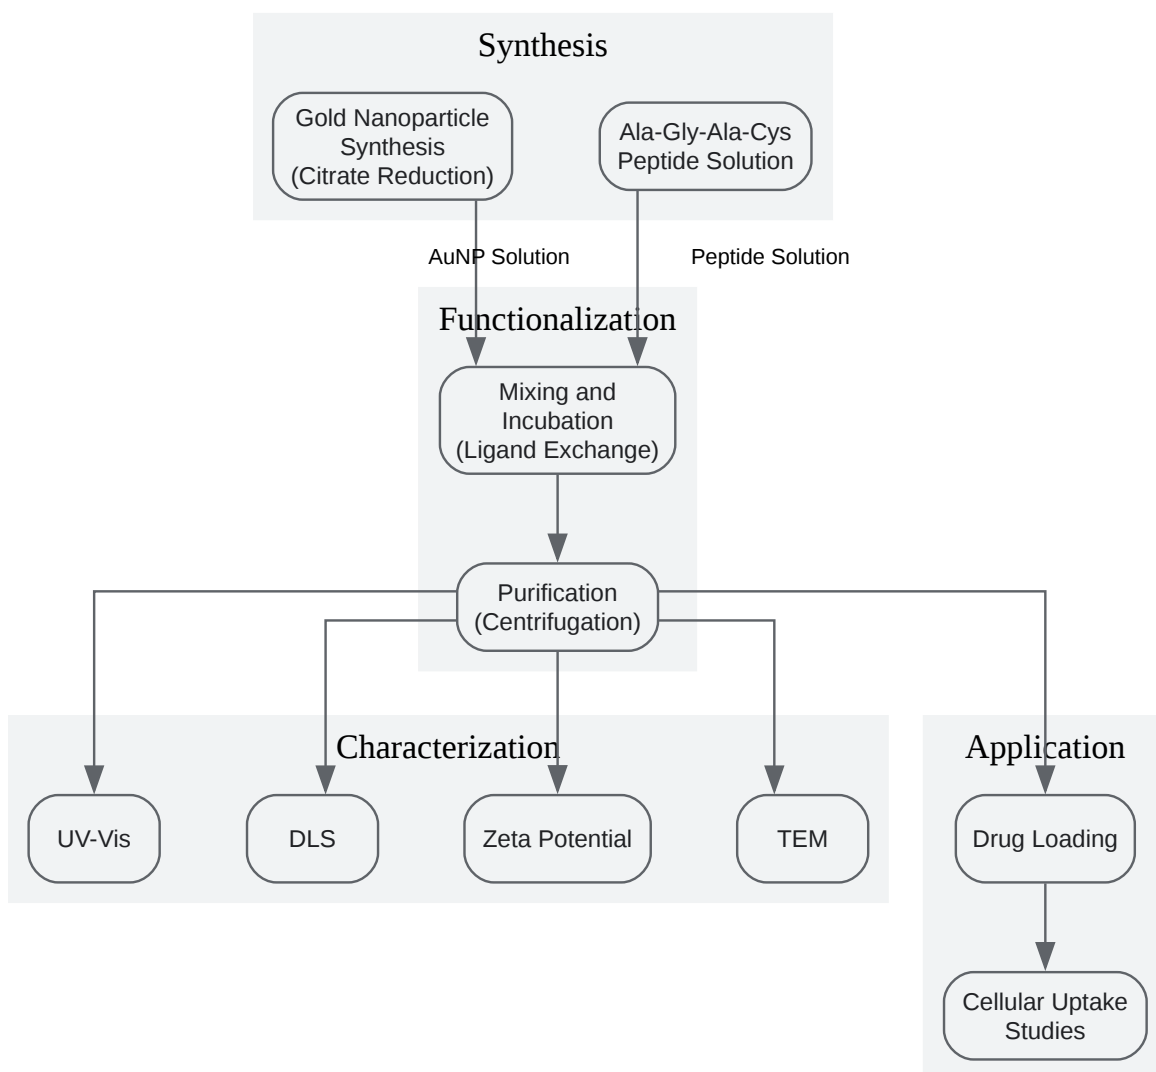 Synthesis
Gold Nanoparticle
Synthesis
(Citrate Reduction)
Ala-Gly-Ala-Cys
Peptide Solution
AuNP Solution
Peptide Solution
Functionalization
Mixing and
Incubation
(Ligand Exchange)
Purification
(Centrifugation)
Characterization
UV-Vis
DLS
Zeta Potential
TEM
Application
Drug Loading
Cellular Uptake
Studies